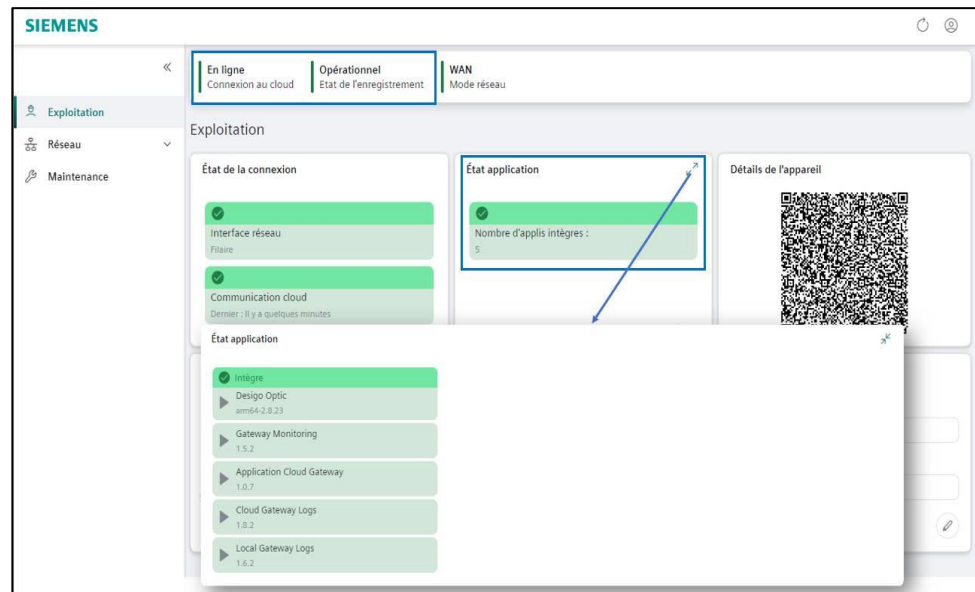 SIEMENS
En ligne
Connexion au cloud
Opérationnel
Etat de l'enregistrement
WAN
Mode réseau
Exploitation
Réseau
Maintenance
Exploitation
État de la connexion
Interface réseau
Filaire
Communication cloud
Dernier : Il y a quelques minutes
État application
Nombre d'applis intègres :
5
Détails de l'appareil
État application
Intègre
Desigo Optic
arm64-2.8.23
Gateway Monitoring
1.5.2
Application Cloud Gateway
1.0.7
Cloud Gateway Logs
1.8.2
Local Gateway Logs
1.6.2